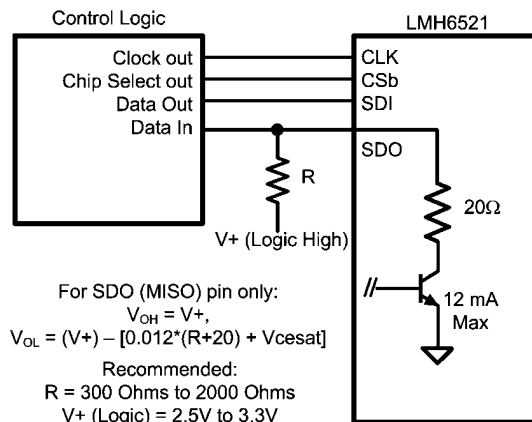 Control Logic
LMH6521
Clock out
CLK
Chip Select out
CSb
Data Out
SDI
Data In
SDO
R
20Ω
V+ (Logic High)
12 mA
Max
For SDO (MISO) pin only:
VOH = V+,
VOL = (V+) – [0.012*(R+20) + Vcesat]
Recommended:
R = 300 Ohms to 2000 Ohms
V+ (Logic) = 2.5V to 3.3V